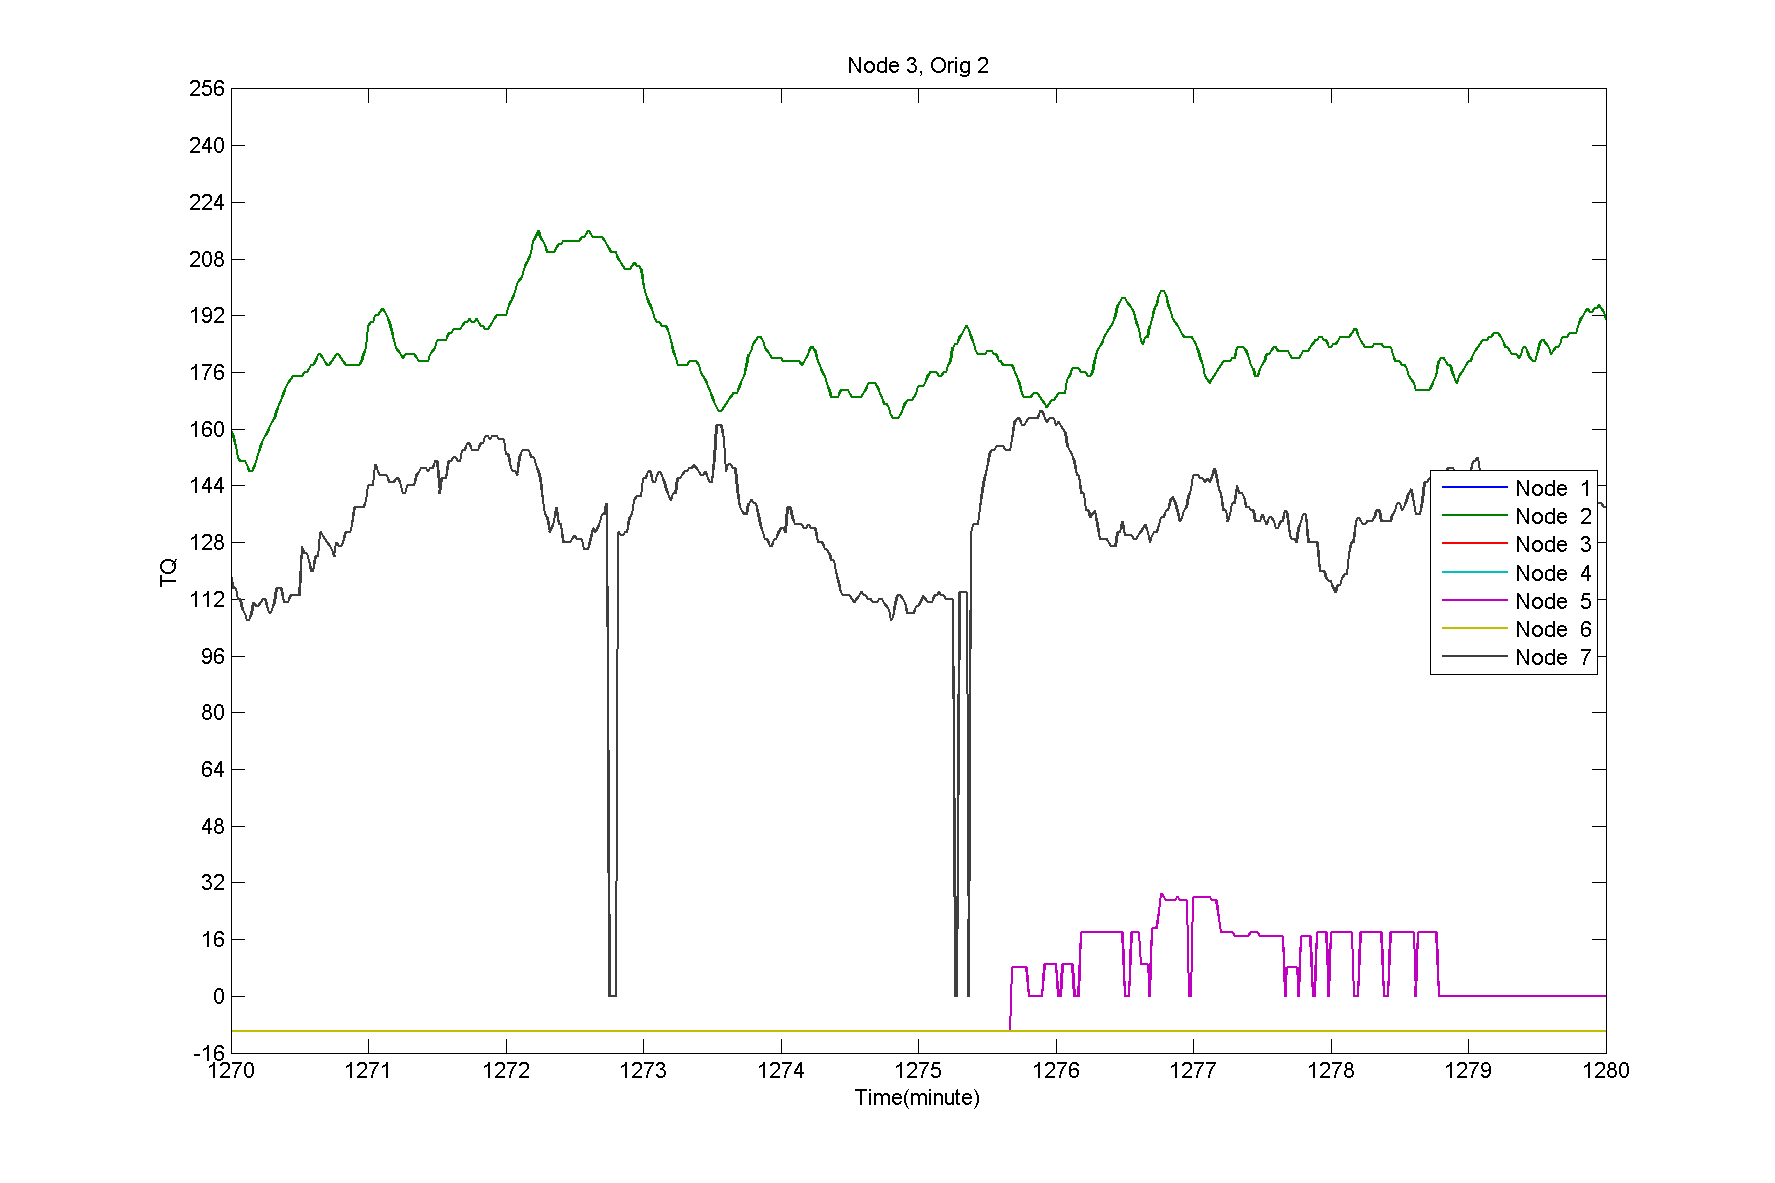 Node 3, Orig 2
256
240
224
208
192
176
160
144
128
112
96
80
64
48
32
16
0
-16
TQ
Node 1
Node 2
Node 3
Node 4
Node 5
Node 6
Node 7
1270 1271 1272 1273 1274 1275 1276 1277 1278 1279 1280
Time(minute)